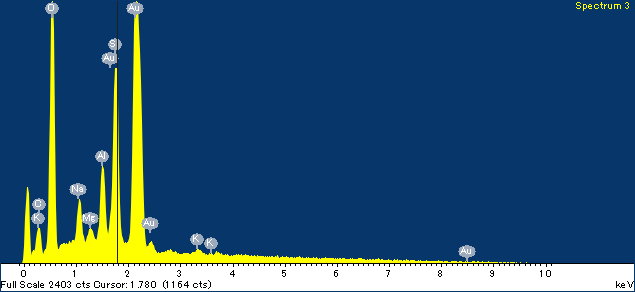 Spectrum 3
O
Au
S
Au
Al
Na
C
K
Mg
Au
K
K
Au
0 1 2 3 4 5 6 7 8 9 10
Full Scale 2403 cts Cursor: 1.780 (1164 cts) keV